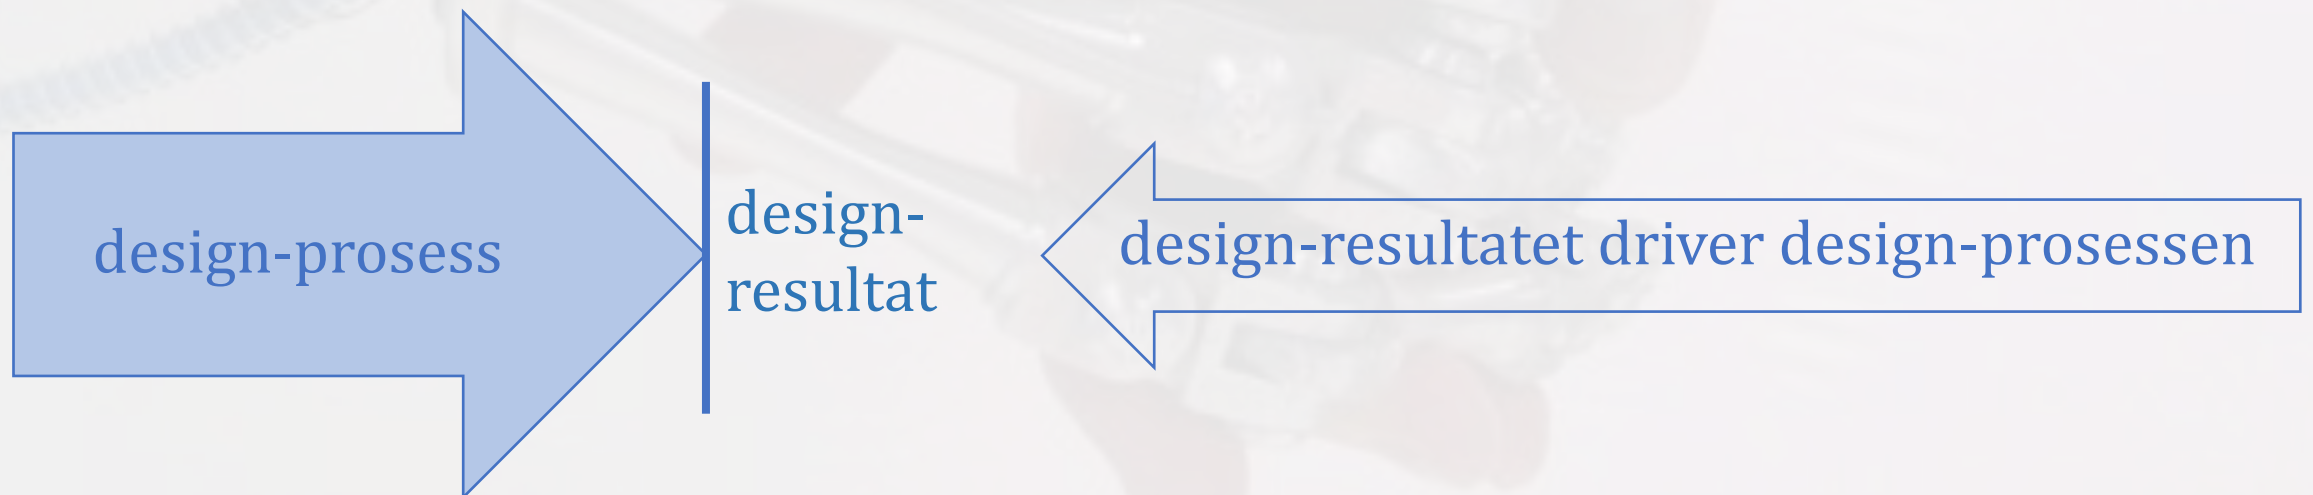 design-prosess
design-
resultat
design-resultatet driver design-prosessen